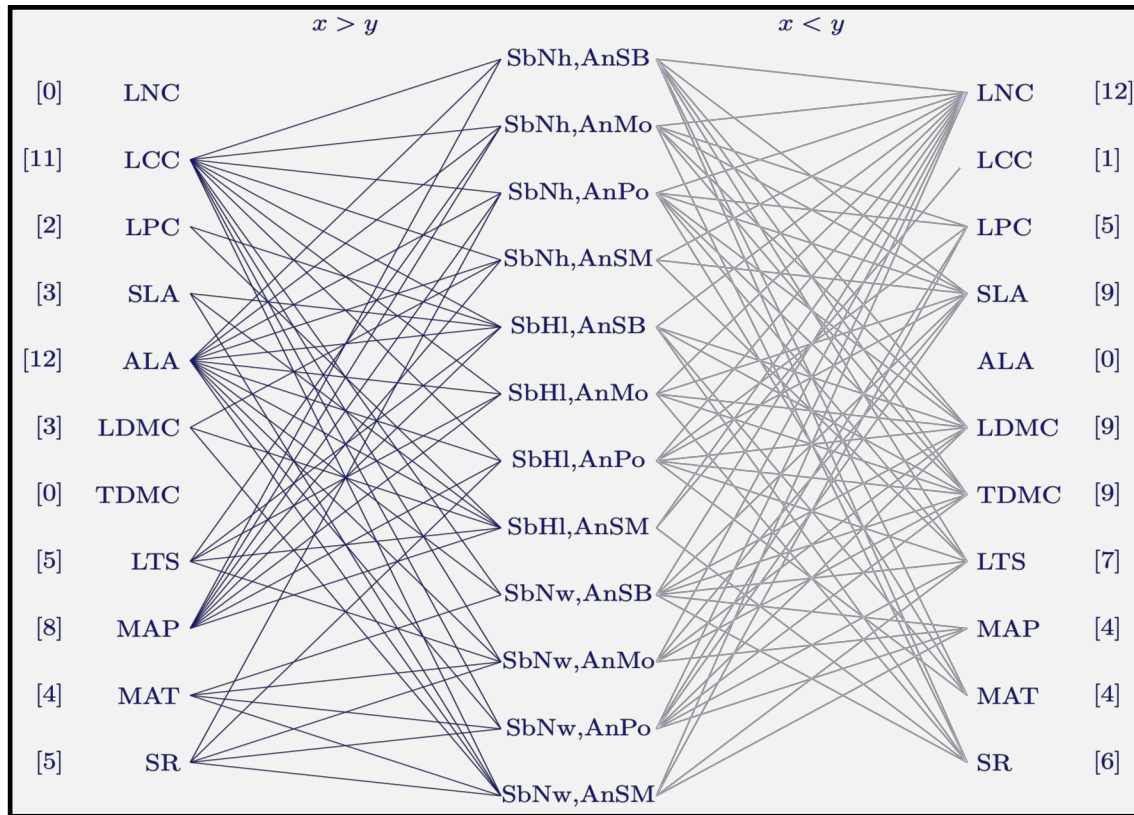 x > y
x < y
SbNh,AnSB
[0] LNC
LNC [12]
SbNh,AnMo
[11] LCC
LCC [1]
SbNh,AnPo
[2] LPC
LPC [5]
SbNh,AnSM
[3] SLA
SLA [9]
SbHl,AnSB
[12] ALA
ALA [0]
SbHl,AnMo
[3] LDMC
LDMC [9]
SbHl,AnPo
[0] TDMC
TDMC [9]
SbHl,AnSM
[5] LTS
LTS [7]
SbNw,AnSB
[8] MAP
MAP [4]
SbNw,AnMo
[4] MAT
MAT [4]
SbNw,AnPo
[5] SR
SR [6]
SbNw,AnSM